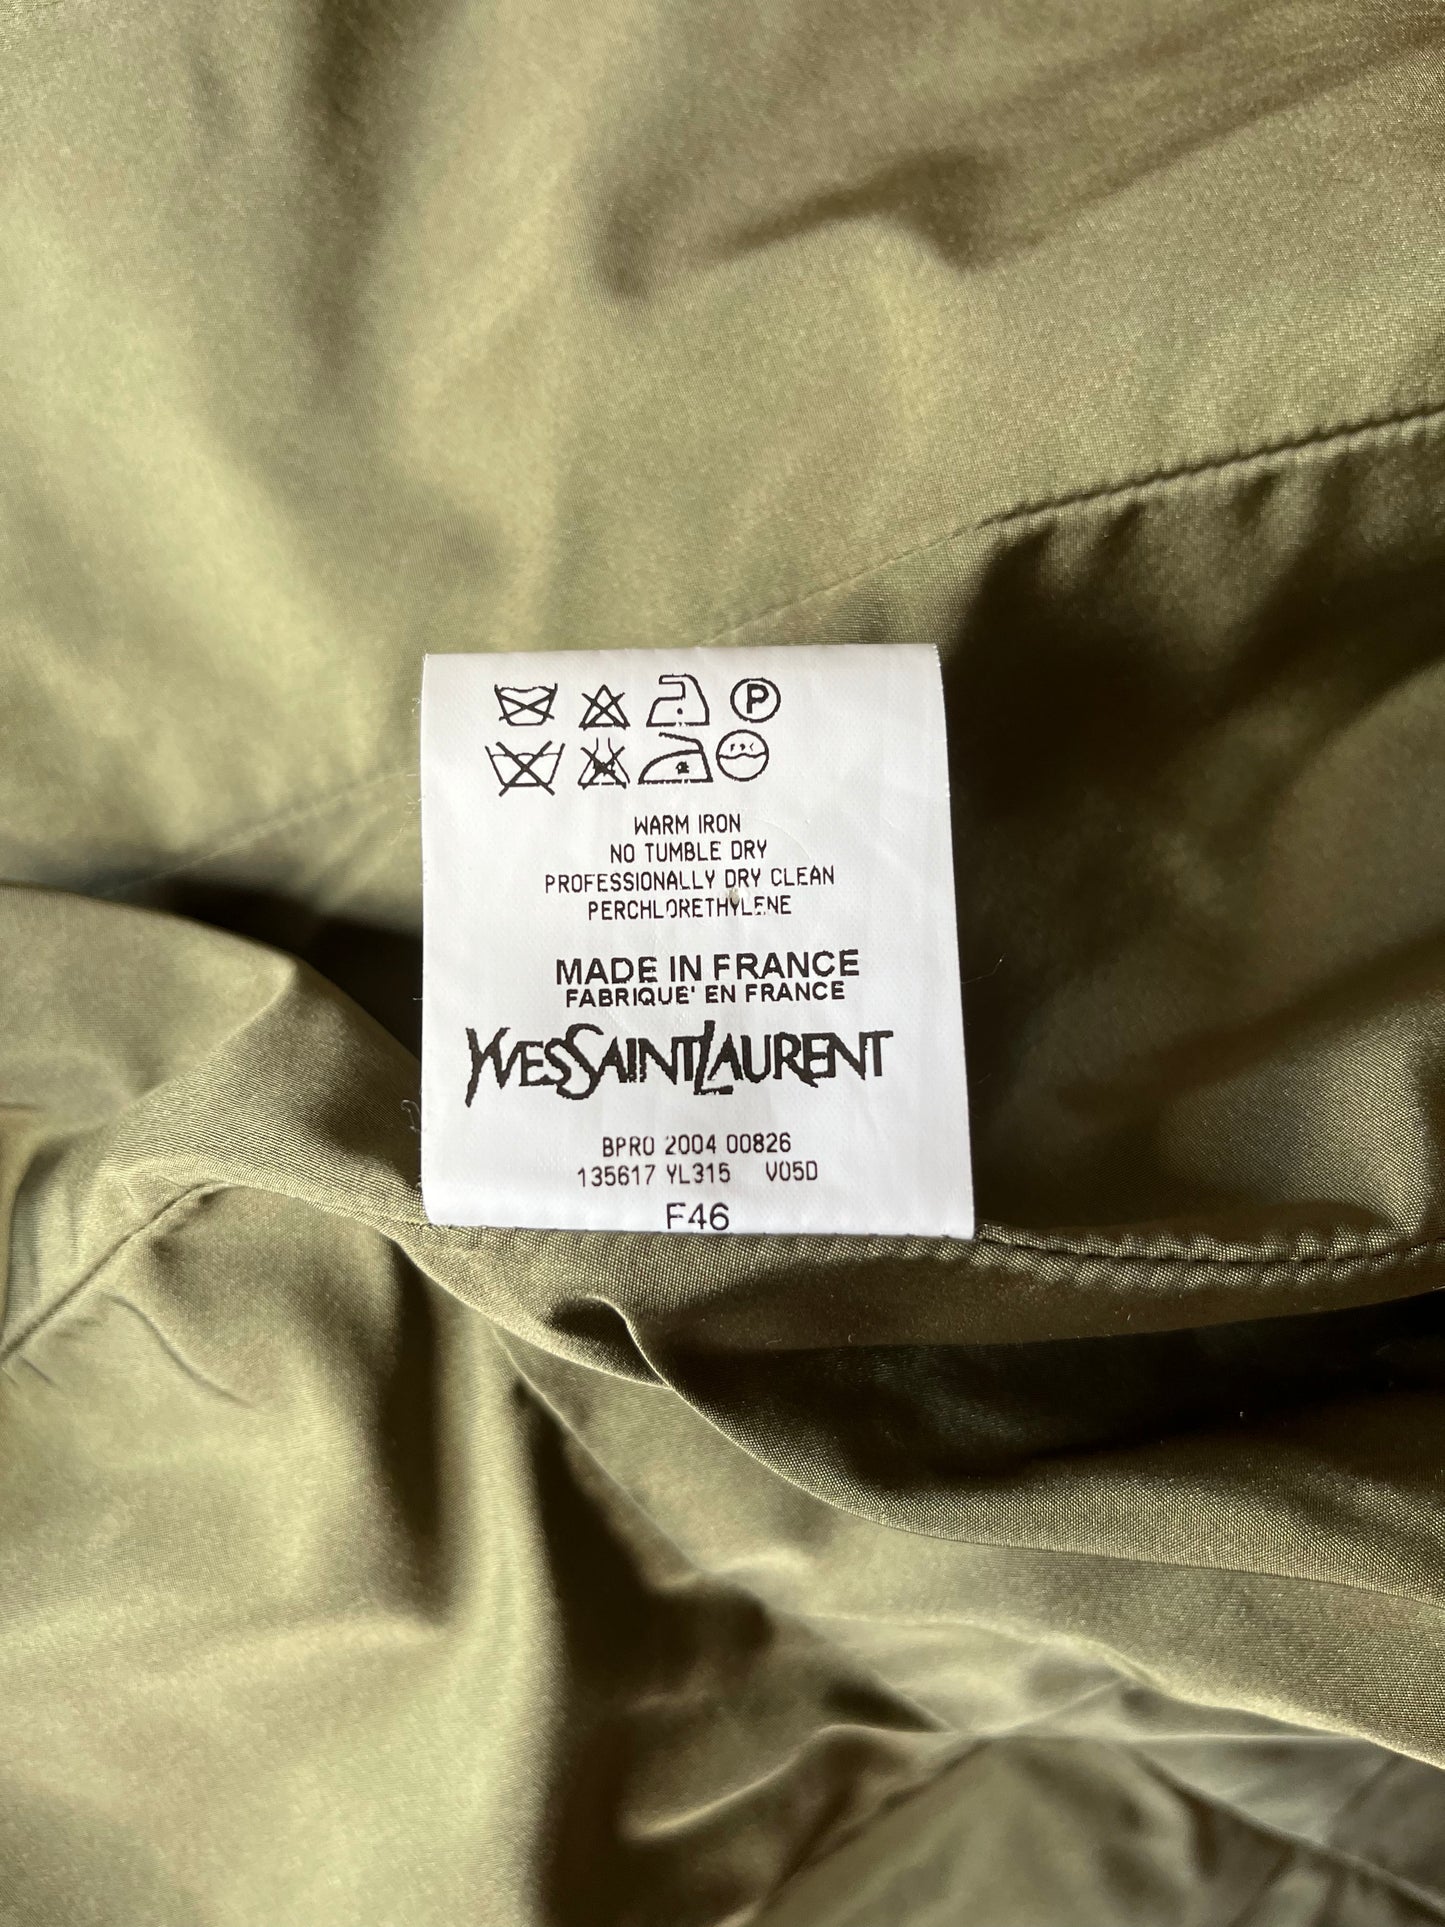 P
WARM IRON
NO TUMBLE DRY
PROFESSIONALLY DRY CLEAN
PERCHLORETHYLENE
MADE IN FRANCE
FABRIQUE' EN FRANCE
YVESSAINTLAURENT
BPRO 2004 00826
135617 YL315 V05D
F46